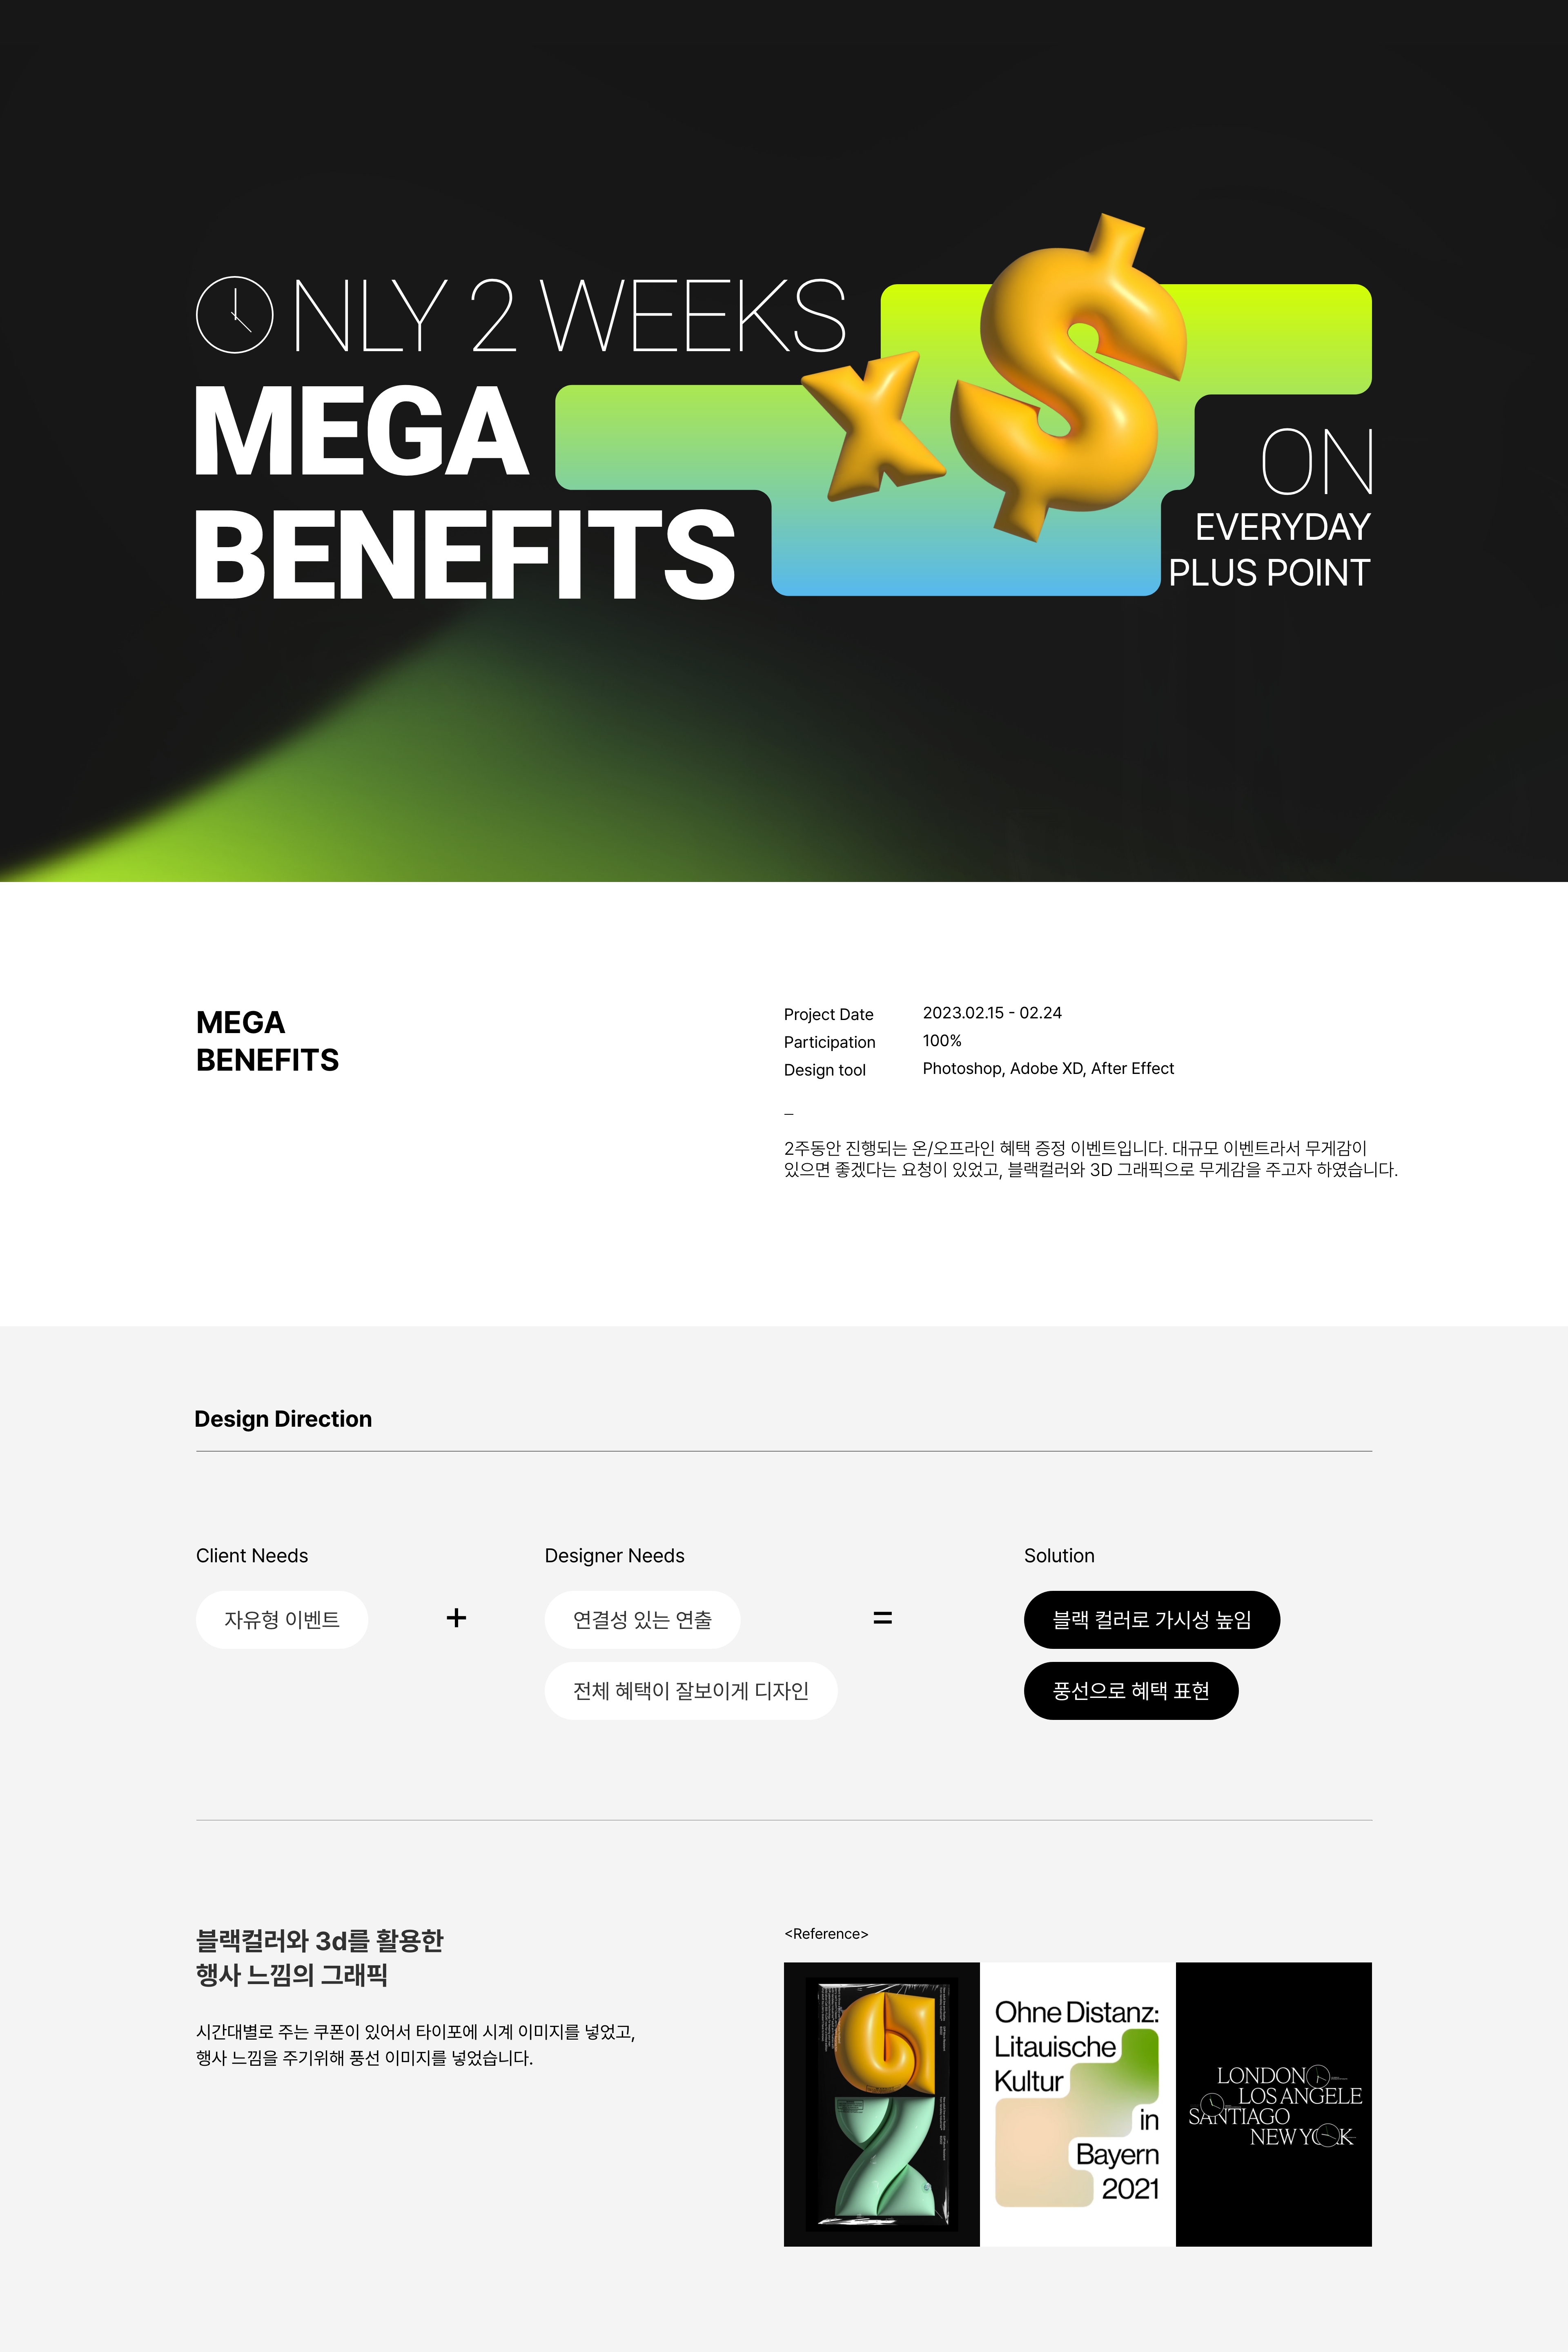 ONLY 2 WEEKS
MEGA
BENEFITS
x$
ON
EVERYDAY
PLUS POINT
MEGA
BENEFITS
Project Date 2023.02.15 - 02.24
Participation 100%
Design tool Photoshop, Adobe XD, After Effect
–
2주동안 진행되는 온/오프라인 혜택 증정 이벤트입니다. 대규모 이벤트라서 무게감이
있으면 좋겠다는 요청이 있었고, 블랙컬러와 3D 그래픽으로 무게감을 주고자 하였습니다.
Design Direction
Client Needs
자유형 이벤트
+
Designer Needs
연결성 있는 연출
전체 혜택이 잘보이게 디자인
=
Solution
블랙 컬러로 가시성 높임
풍선으로 혜택 표현
블랙컬러와 3d를 활용한
행사 느낌의 그래픽
시간대별로 주는 쿠폰이 있어서 타이포에 시계 이미지를 넣었고,
행사 느낌을 주기위해 풍선 이미지를 넣었습니다.
<Reference>
Ohne Distanz:
Litauische
Kultur
in
Bayern
2021
LONDON
LOS ANGELE
SANTIAGO
NEW YORK